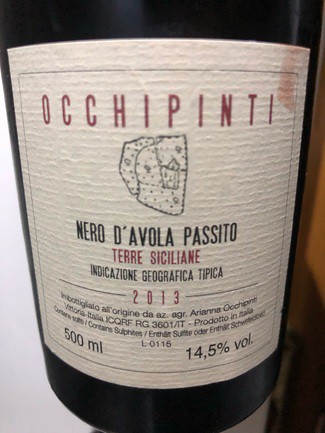 OCCHIPINTI
NERO D'AVOLA PASSITO
TERRE SICILIANE
INDICAZIONE GEOGRAFICA TIPICA
2013
Imbottigliato all'origine da az. agr. Arianna Occhipinti
Vittoria-Italia ICQRF RG 3601/IT - Prodotto in Italia
Contiene solfiti / Contains Sulphites / Enthält Sulfite oder Enthält Schwefeldioxid
L 0115
500 ml
14,5% vol.